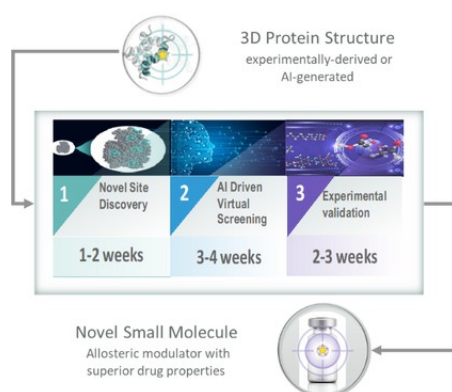 3D Protein Structure
experimentally-derived or
AI-generated
1
Novel Site
Discovery
2
AI Driven
Virtual
Screening
3
Experimental
validation
1-2 weeks
3-4 weeks
2-3 weeks
Novel Small Molecule
Allosteric modulator with
superior drug properties